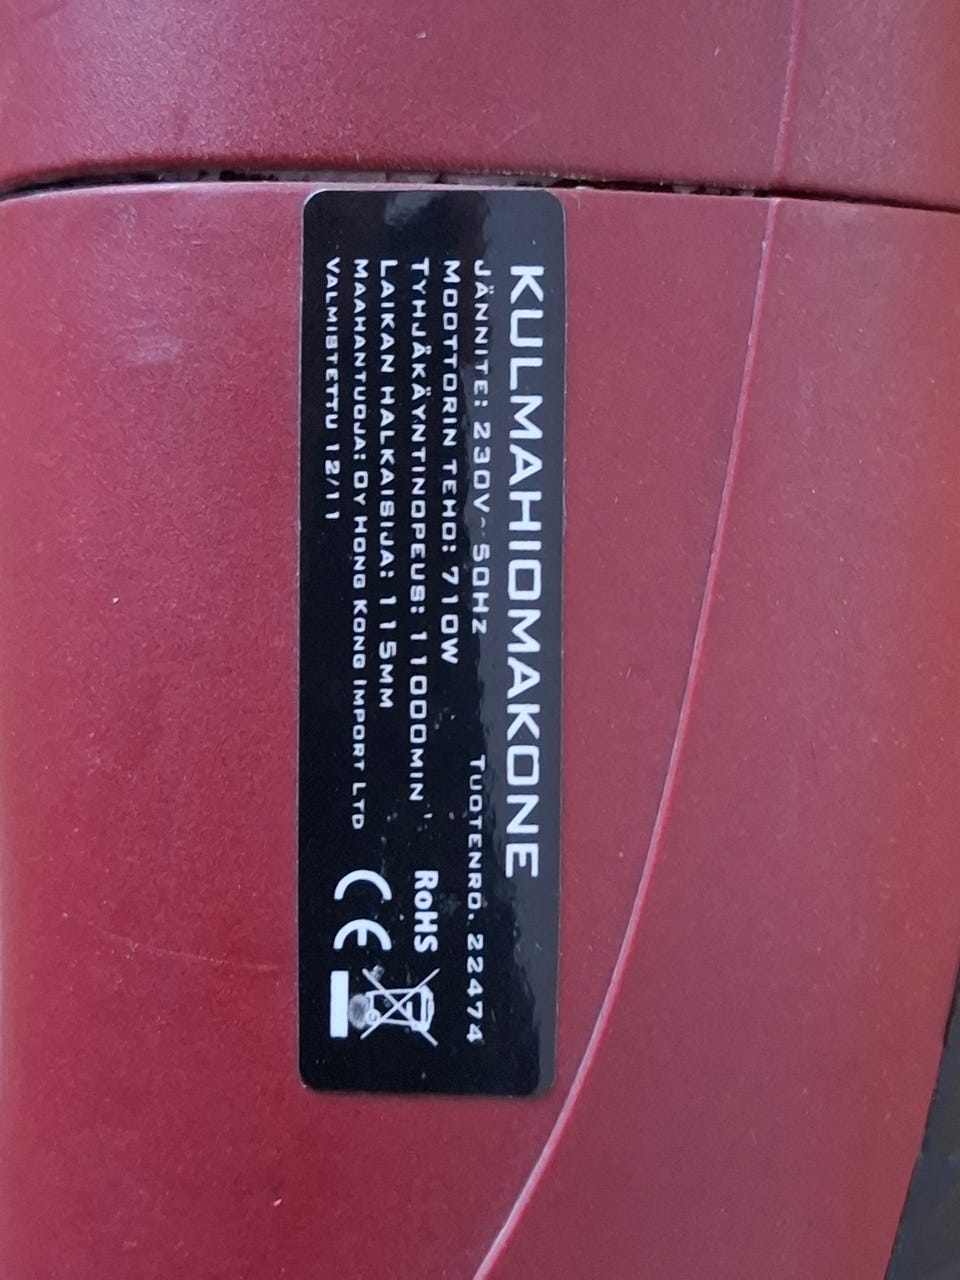 KULMAHIOMAKONE
JÄNNITE: 230V~50HZ TUOTENRO. 22474
MOOTTORIN TEHO: 710W
TYHJÄKÄYNTINOPEUS: 11000MIN
LAIKAN HALKAISIJA: 115MM
MAAHANTUOJA: OY HONG KONG IMPORT LTD
VALMISTETTU 12/11
RoHS
CE